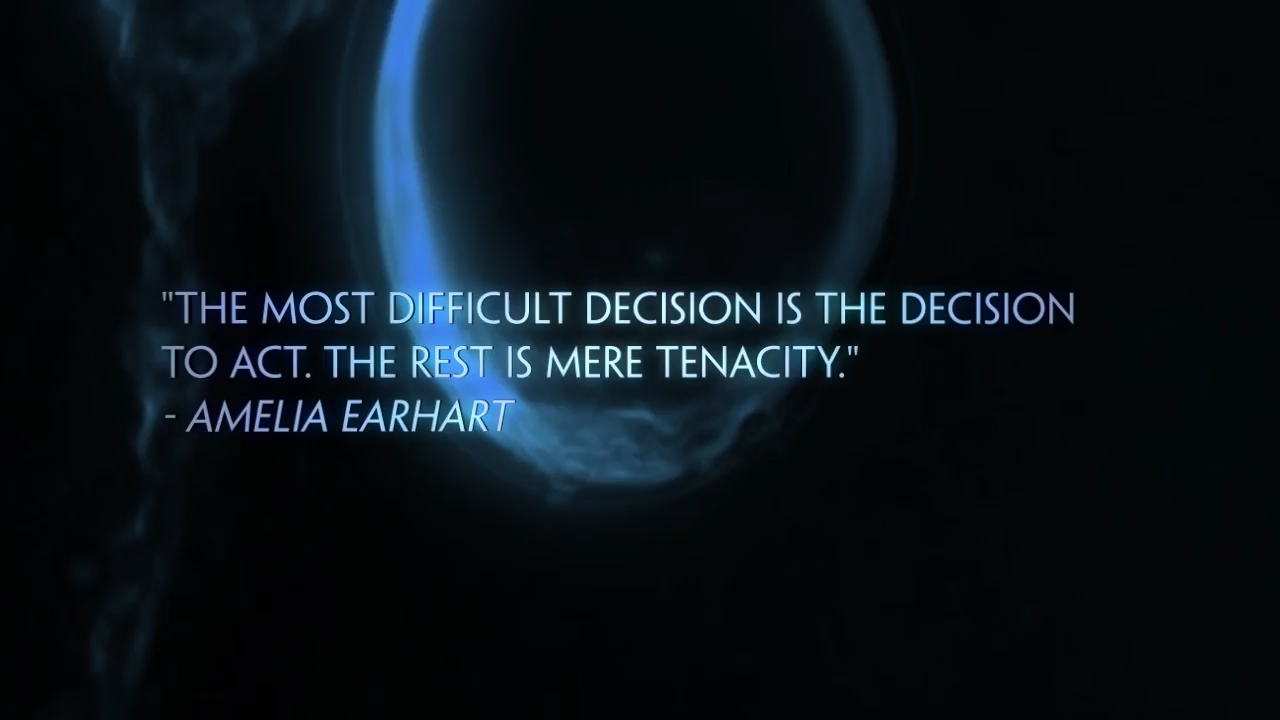 "THE MOST DIFFICULT DECISION IS THE DECISION
TO ACT. THE REST IS MERE TENACITY."
- AMELIA EARHART